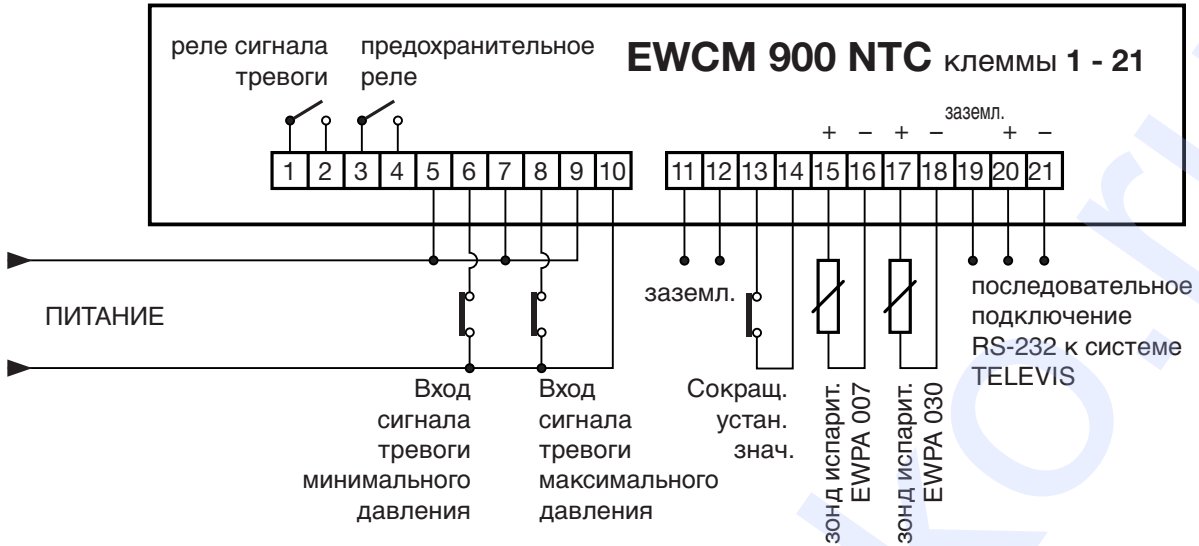 реле сигнала тревоги
предохранительное реле
EWCM 900 NTC клеммы 1 - 21
заземл.
+ − + − + −
1 2 3 4 5 6 7 8 9 10
11 12 13 14 15 16 17 18 19 20 21
ПИТАНИЕ
заземл.
последовательное
подключение
RS-232 к системе
TELEVIS
Вход
сигнала
тревоги
минимального
давления
Вход
сигнала
тревоги
максимального
давления
Сокращ.
устан.
знач.
зонд испарит.
EWPA 007
зонд испарит.
EWPA 030
ko.ru